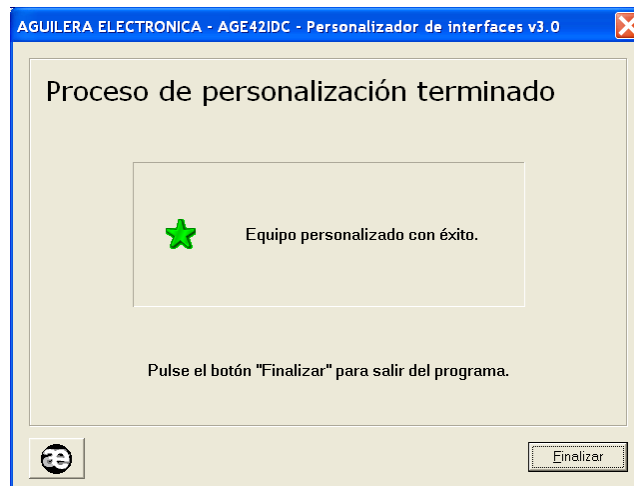 AGUILERA ELECTRONICA - AGE42IDC - Personalizador de interfaces v3.0
Proceso de personalización terminado
Equipo personalizado con éxito.
Pulse el botón "Finalizar" para salir del programa.
æ
Finalizar